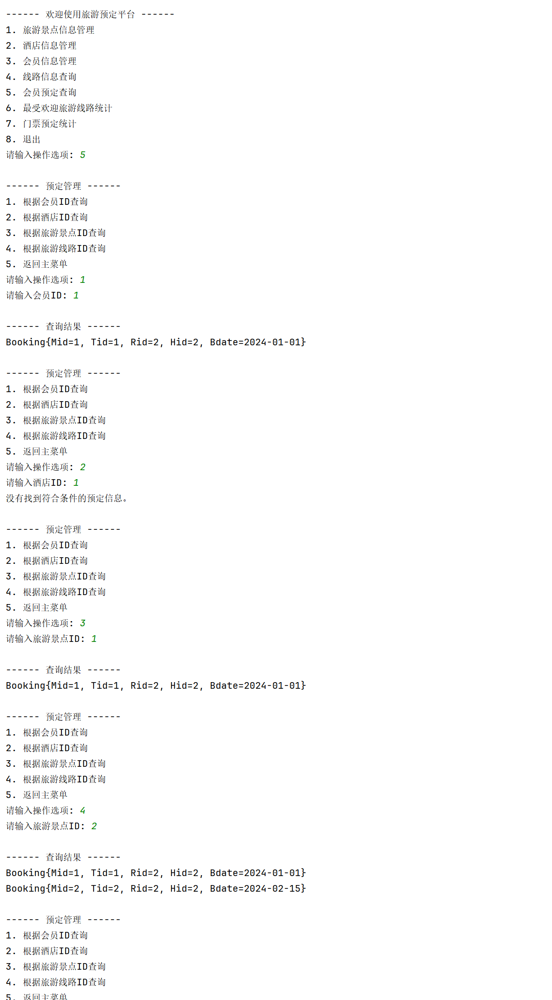 ------ 欢迎使用旅游预定平台 ------
1. 旅游景点信息管理
2. 酒店信息管理
3. 会员信息管理
4. 线路信息查询
5. 会员预定查询
6. 最受欢迎旅游线路统计
7. 门票预定统计
8. 退出
请输入操作选项: 5
------ 预定管理 ------
1. 根据会员ID查询
2. 根据酒店ID查询
3. 根据旅游景点ID查询
4. 根据旅游线路ID查询
5. 返回主菜单
请输入操作选项: 1
请输入会员ID: 1
------ 查询结果 ------
Booking{Mid=1, Tid=1, Rid=2, Hid=2, Bdate=2024-01-01}
------ 预定管理 ------
1. 根据会员ID查询
2. 根据酒店ID查询
3. 根据旅游景点ID查询
4. 根据旅游线路ID查询
5. 返回主菜单
请输入操作选项: 2
请输入酒店ID: 1
没有找到符合条件的预定信息。
------ 预定管理 ------
1. 根据会员ID查询
2. 根据酒店ID查询
3. 根据旅游景点ID查询
4. 根据旅游线路ID查询
5. 返回主菜单
请输入操作选项: 3
请输入旅游景点ID: 1
------ 查询结果 ------
Booking{Mid=1, Tid=1, Rid=2, Hid=2, Bdate=2024-01-01}
------ 预定管理 ------
1. 根据会员ID查询
2. 根据酒店ID查询
3. 根据旅游景点ID查询
4. 根据旅游线路ID查询
5. 返回主菜单
请输入操作选项: 4
请输入旅游景点ID: 2
------ 查询结果 ------
Booking{Mid=1, Tid=1, Rid=2, Hid=2, Bdate=2024-01-01}
Booking{Mid=2, Tid=2, Rid=2, Hid=2, Bdate=2024-02-15}
------ 预定管理 ------
1. 根据会员ID查询
2. 根据酒店ID查询
3. 根据旅游景点ID查询
4. 根据旅游线路ID查询
5. 返回主菜单